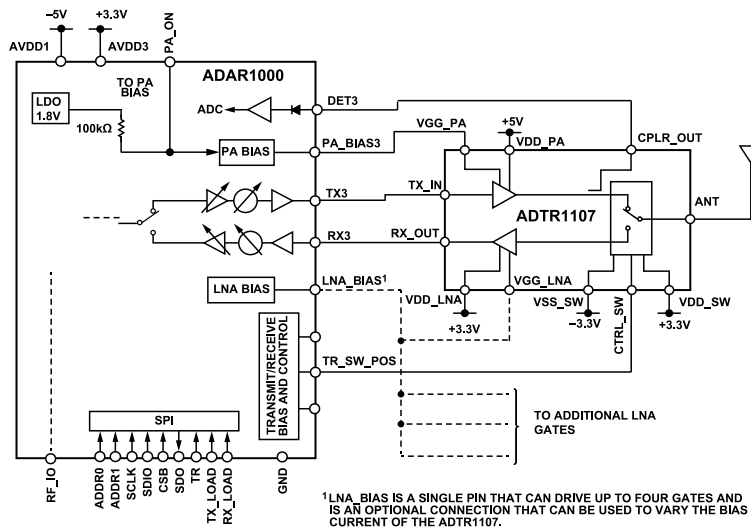 –5V
+3.3V
AVDD1
AVDD3
PA_ON
ADAR1000
TO PA
BIAS
LDO
1.8V
100kΩ
ADC
DET3
PA BIAS
PA_BIAS3
VGG_PA
+5V
VDD_PA
CPLR_OUT
TX3
TX_IN
ADTR1107
ANT
RX3
RX_OUT
LNA BIAS
LNA_BIAS1
VDD_LNA
VGG_LNA
VSS_SW
CTRL_SW
VDD_SW
+3.3V
–3.3V
+3.3V
TRANSMIT/RECEIVE
BIAS AND CONTROL
TR_SW_POS
SPI
TO ADDITIONAL LNA
GATES
RF_IO
ADDR0
ADDR1
SCLK
SDIO
CSB
SDO
TR
TX_LOAD
RX_LOAD
GND
1LNA_BIAS IS A SINGLE PIN THAT CAN DRIVE UP TO FOUR GATES AND
IS AN OPTIONAL CONNECTION THAT CAN BE USED TO VARY THE BIAS
CURRENT OF THE ADTR1107.